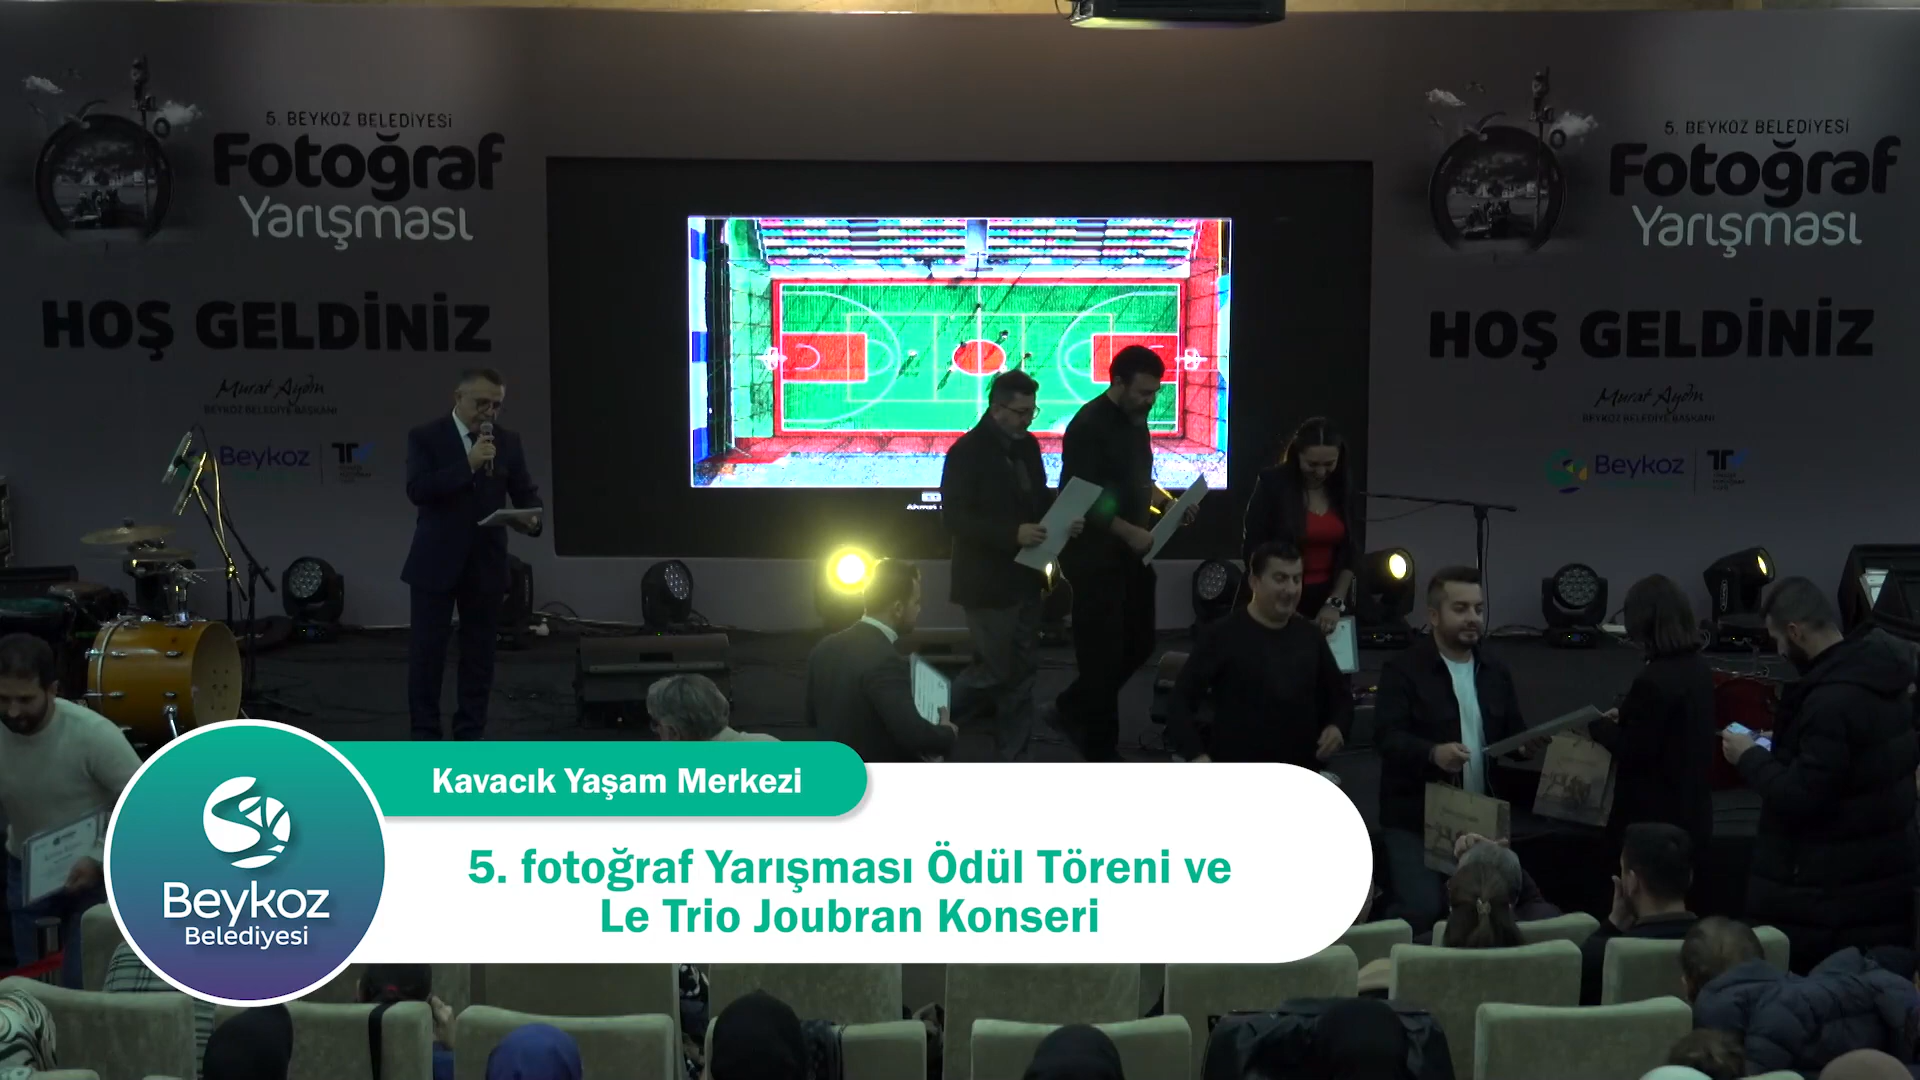 5. BEYKOZ BELEDİYESİ
Fotoğraf
Yarışması
HOŞ GELDİNİZ
Murat Aydın
BEYKOZ BELEDİYE BAŞKANI
Beykoz
5. BEYKOZ BELEDİYESİ
Fotoğraf
Yarışması
HOŞ GELDİNİZ
Murat Aydın
BEYKOZ BELEDİYE BAŞKANI
Beykoz
Kavacık Yaşam Merkezi
5. fotoğraf Yarışması Ödül Töreni ve
Le Trio Joubran Konseri
Beykoz
Belediyesi